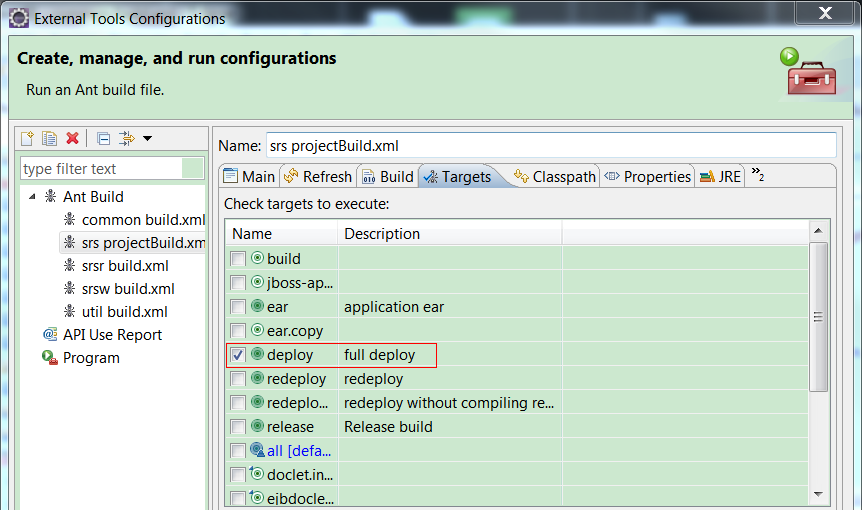 External Tools Configurations
Create, manage, and run configurations
Run an Ant build file.
Name: srs projectBuild.xml
type filter text
Ant Build
common build.xml
srs projectBuild.xm
srsr build.xml
srsw build.xml
util build.xml
API Use Report
Program
Main Refresh Build Targets Classpath Properties JRE »2
Check targets to execute:
Name Description
build
jboss-ap...
ear application ear
ear.copy
deploy full deploy
redeploy redeploy
redeplo... redeploy without compiling re...
release Release build
all [defa...
doclet.in...
ejbdocle...